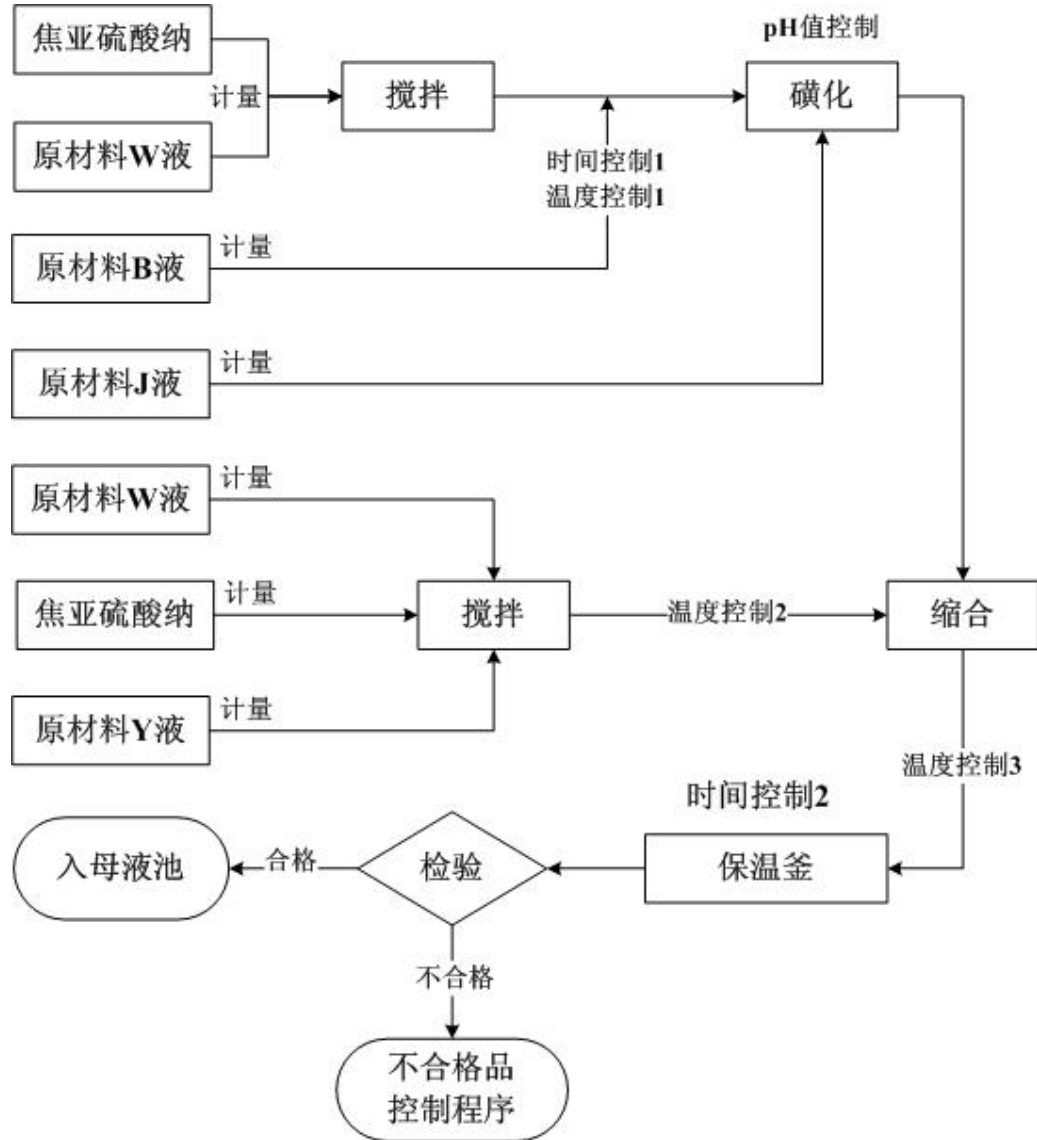 焦亚硫酸纳
pH值控制
计量
搅拌
磺化
原材料W液
时间控制1
温度控制1
原材料B液
计量
原材料J液
计量
原材料W液
计量
焦亚硫酸纳
计量
搅拌
温度控制2
缩合
原材料Y液
计量
温度控制3
时间控制2
入母液池
合格
检验
保温釜
不合格
不合格品
控制程序